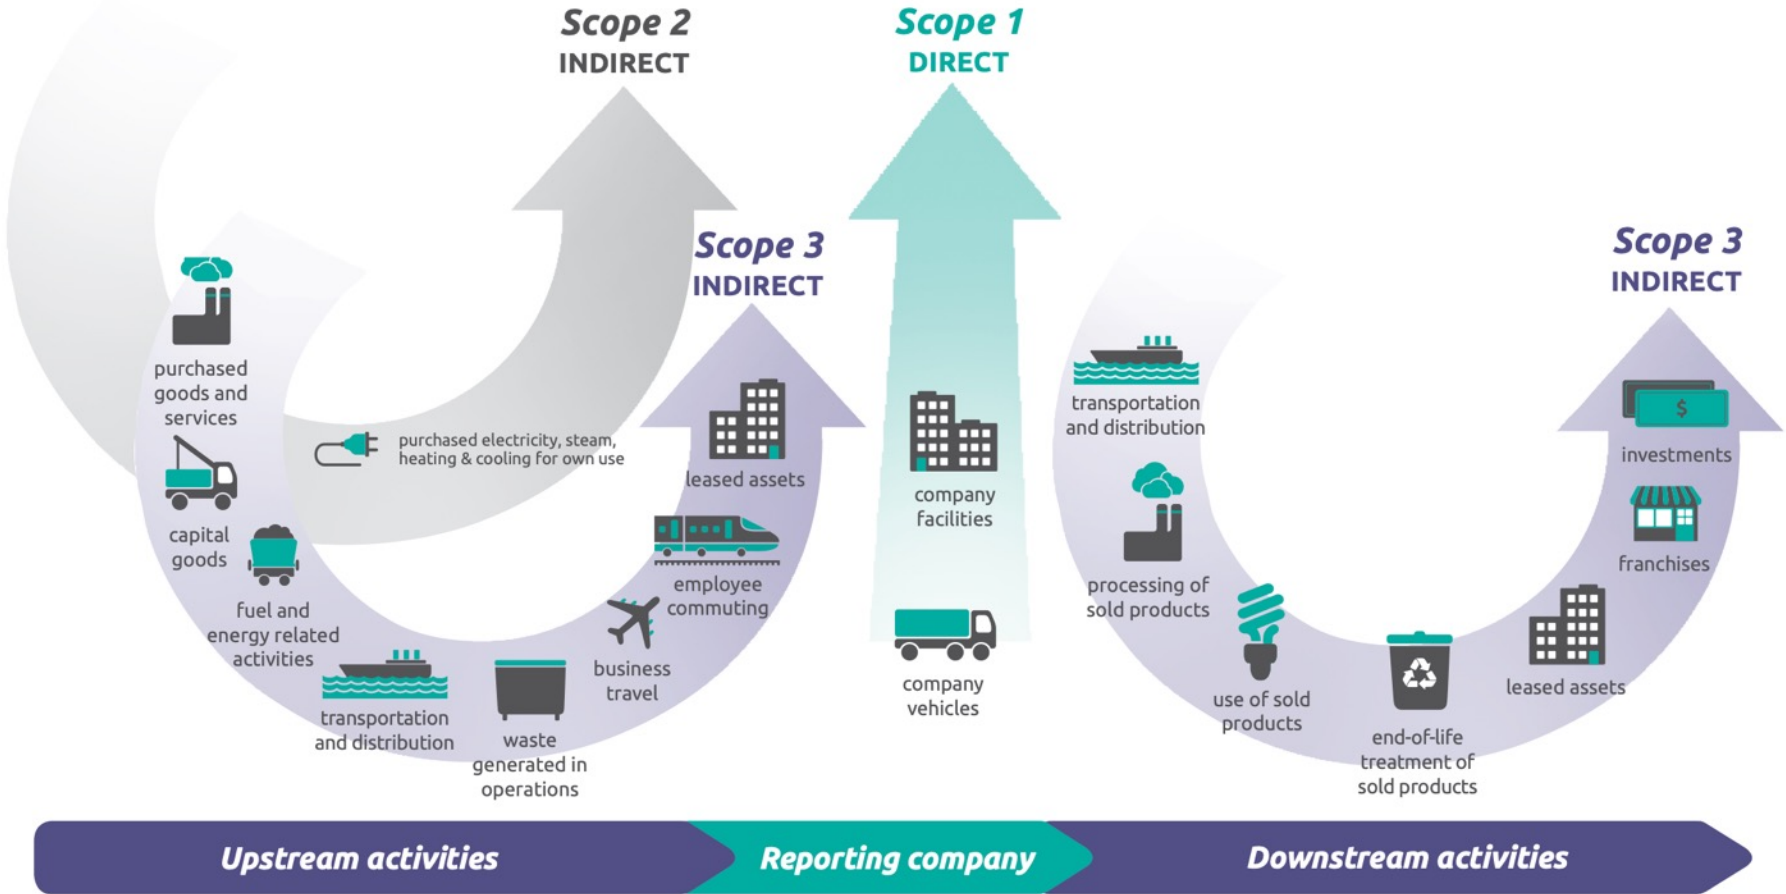 Scope 2
INDIRECT
Scope 1
DIRECT
Scope 3
INDIRECT
Scope 3
INDIRECT
purchased
goods and
services
capital
goods
fuel and
energy related
activities
transportation
and distribution
waste
generated in
operations
business
travel
employee
commuting
leased assets
purchased electricity, steam,
heating & cooling for own use
company
facilities
company
vehicles
transportation
and distribution
processing of
sold products
use of sold
products
end-of-life
treatment of
sold products
leased assets
franchises
$
investments
Upstream activities
Reporting company
Downstream activities